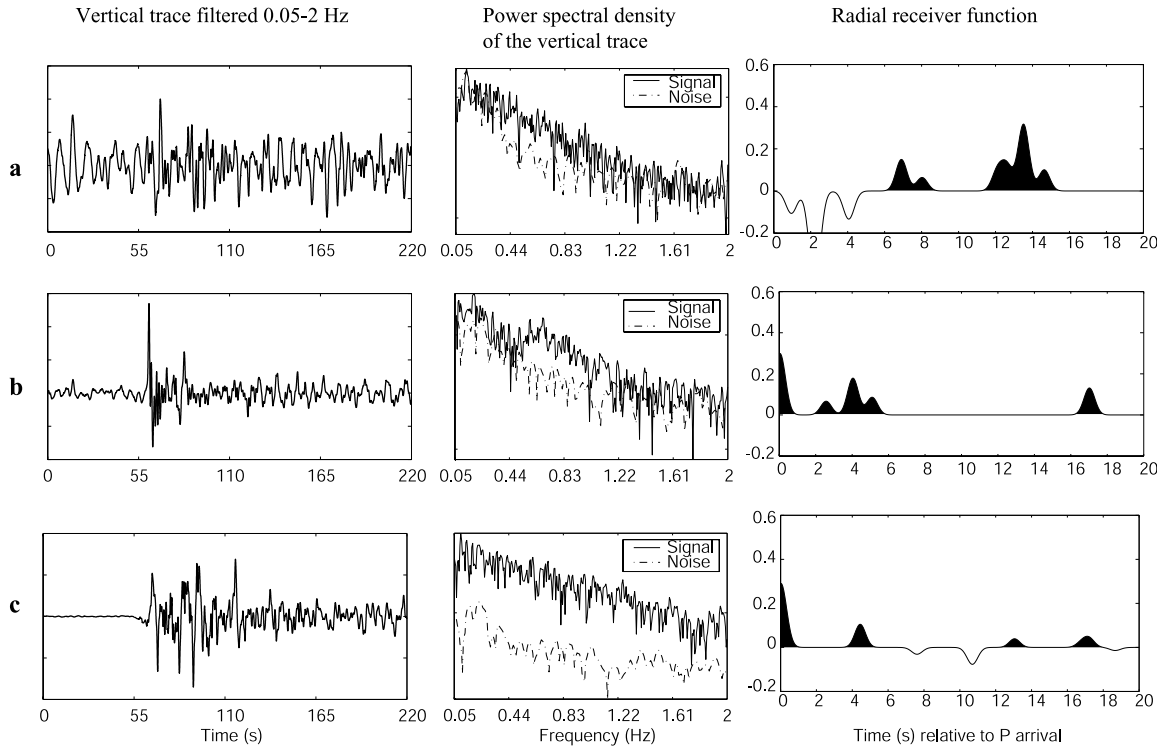 Vertical trace filtered 0.05-2 Hz
Power spectral density
of the vertical trace
Radial receiver function
a
0 55 110 165 220
Signal
Noise
0.05 0.44 0.83 1.22 1.61 2
0.6
0.4
0.2
0
-0.2
0 2 4 6 8 10 12 14 16 18 20
b
0 55 110 165 220
Signal
Noise
0.05 0.44 0.83 1.22 1.61 2
0.6
0.4
0.2
0
-0.2
0 2 4 6 8 10 12 14 16 18 20
c
0 55 110 165 220
Time (s)
Signal
Noise
0.05 0.44 0.83 1.22 1.61 2
Frequency (Hz)
0.6
0.4
0.2
0
-0.2
0 2 4 6 8 10 12 14 16 18 20
Time (s) relative to P arrival